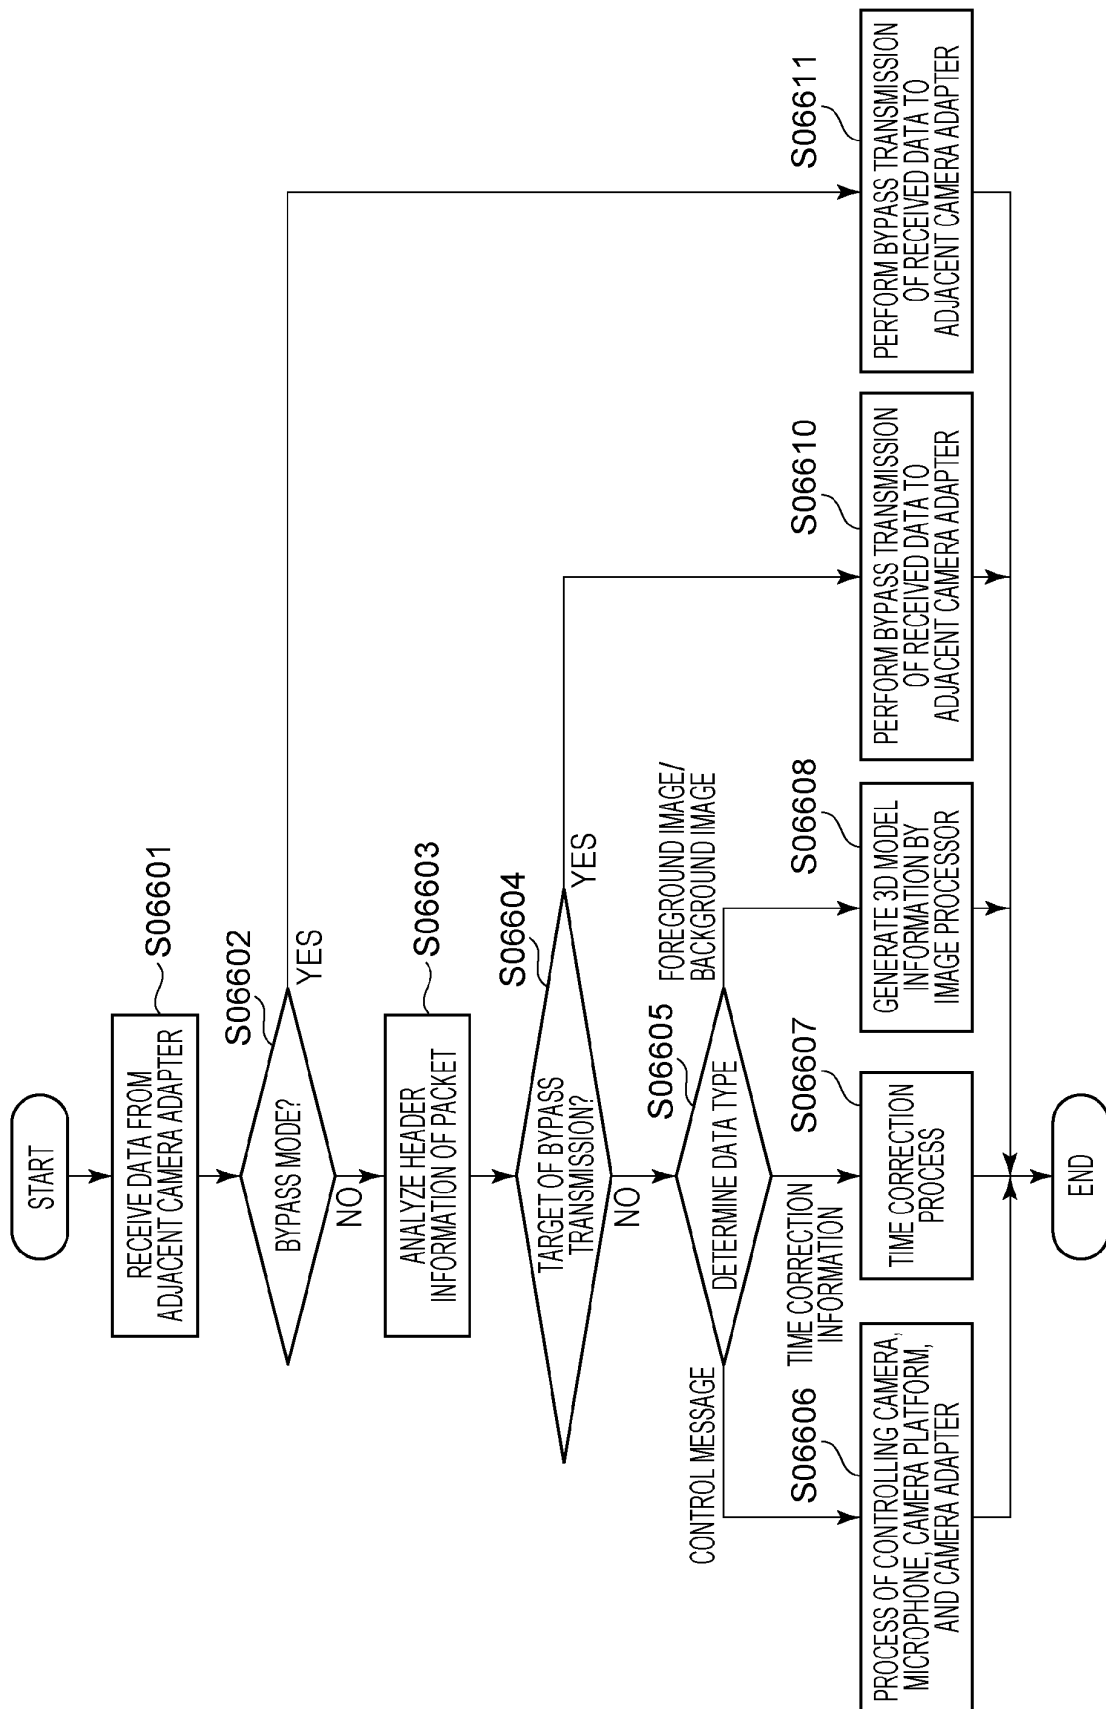 START
RECEIVE DATA FROM
ADJACENT CAMERA ADAPTER
S06601
BYPASS MODE?
S06602
YES
NO
ANALYZE HEADER
INFORMATION OF PACKET
S06603
TARGET OF BYPASS
TRANSMISSION?
S06604
YES
NO
DETERMINE DATA TYPE
S06605
CONTROL MESSAGE
TIME CORRECTION
INFORMATION
FOREGROUND IMAGE/
BACKGROUND IMAGE
S06606
PROCESS OF CONTROLLING CAMERA,
MICROPHONE, CAMERA PLATFORM,
AND CAMERA ADAPTER
S06607
TIME CORRECTION
PROCESS
S06608
GENERATE 3D MODEL
INFORMATION BY
IMAGE PROCESSOR
S06610
PERFORM BYPASS TRANSMISSION
OF RECEIVED DATA TO
ADJACENT CAMERA ADAPTER
S06611
PERFORM BYPASS TRANSMISSION
OF RECEIVED DATA TO
ADJACENT CAMERA ADAPTER
END